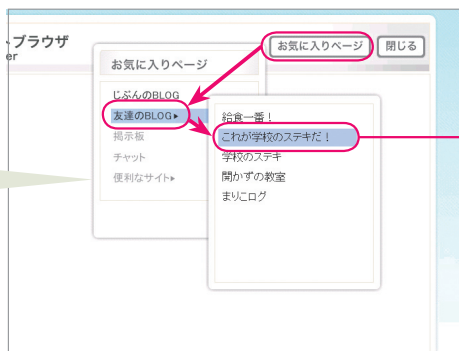 トブラウザ
er
お気に入りページ
閉じる
お気に入りページ
じぶんのBLOG
友達のBLOG▸
掲示板
チャット
便利なサイト▸
給食一番！
これが学校のステキだ！
学校のステキ
開かずの教室
まりこログ